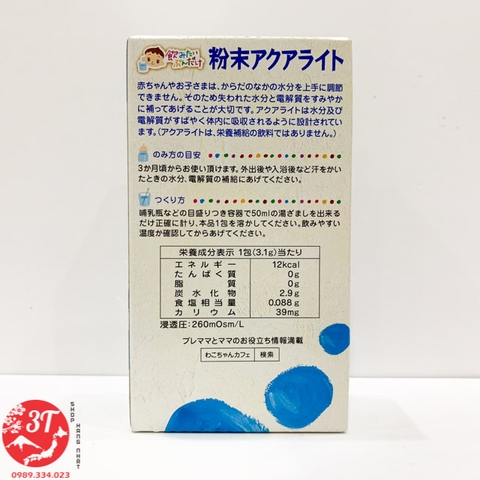 飲みたいぶんだけ
粉末アクアライト
赤ちゃんやお子さまは、からだのなかの水分を上手に調節
できません。そのため失われた水分と電解質をすみやか
に補ってあげることが大切です。アクアライトは水分及び
電解質がすばやく体内に吸収されるように設計されてい
ます。(アクアライトは、栄養補給の飲料ではありません。)
のみ方の目安
3か月頃からお使い頂けます。外出後や入浴後など汗をかい
たときの水分、電解質の補給にあげてください。
つくり方
哺乳瓶などの目盛りつき容器で50mlの湯ざましを出来る
だけ正確に計り、本品1包を溶かしてください。飲みやすい
温度か確認してからあげてください。
栄養成分表示 1包(3.1g)当たり
エネルギー 12kcal
たんぱく質 0g
脂質 0g
炭水化物 2.9g
食塩相当量 0.088g
カリウム 39mg
浸透圧:260mOsm/L
プレママとママのお役立ち情報満載
わこちゃんカフェ 検索
3T
SHOP HANG NHAT
0989.334.023